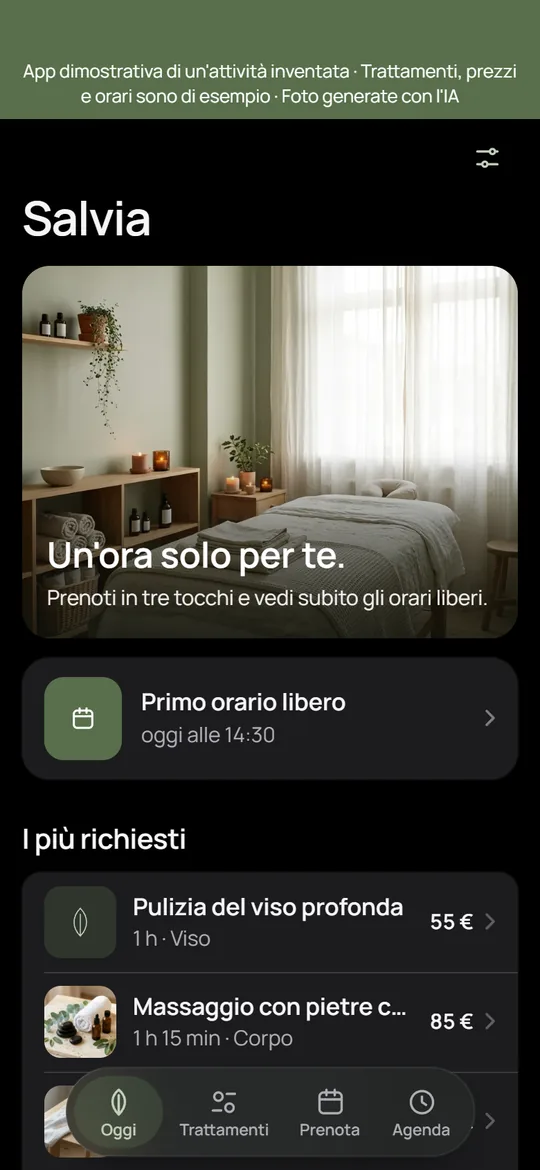 App dimostrativa di un'attività inventata · Trattamenti, prezzi
e orari sono di esempio · Foto generate con l'IA
Salvia
Un'ora solo per te.
Prenoti in tre tocchi e vedi subito gli orari liberi.
Primo orario libero
oggi alle 14:30
I più richiesti
Pulizia del viso profonda
55 €
1 h · Viso
Massaggio con pietre c...
85 €
1 h 15 min · Corpo
Oggi
Trattamenti
Prenota
Agenda